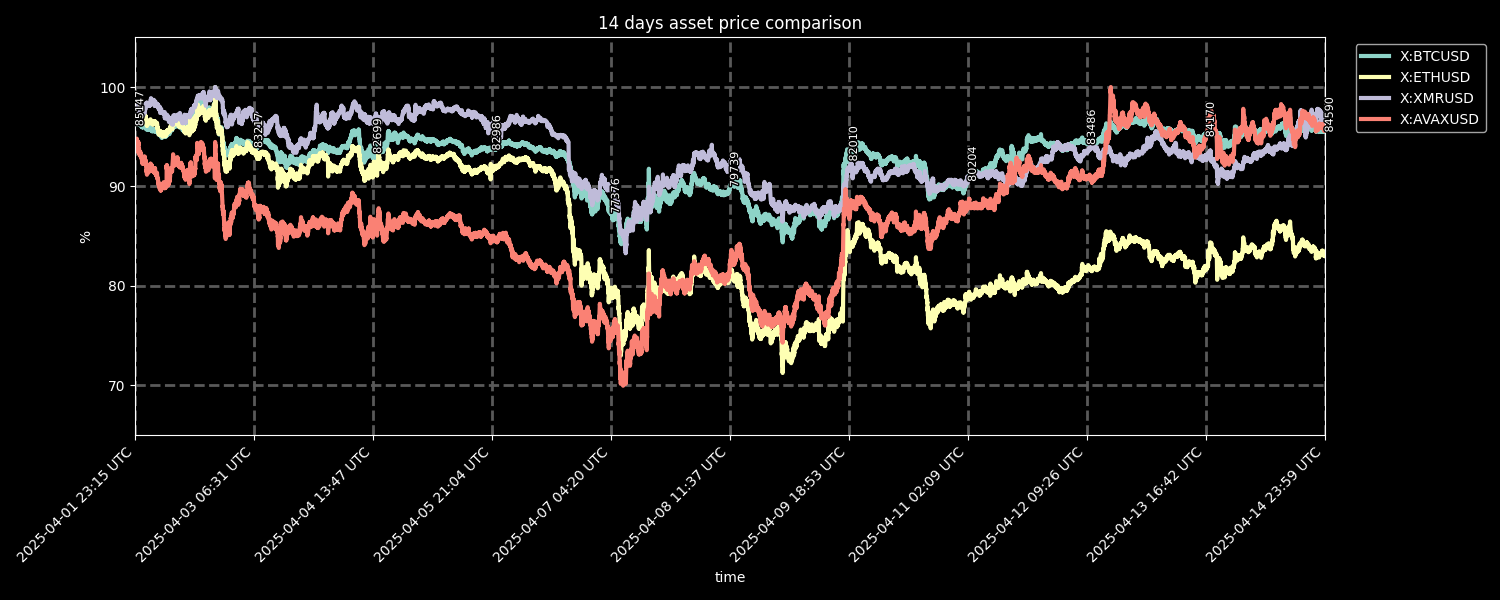 14 days asset price comparison
X:BTCUSD
X:ETHUSD
X:XMRUSD
X:AVAXUSD
100
90
80
70
%
85147
83217
82699
82986
77376
79739
82010
80204
83486
84170
84590
2025-04-01 23:15 UTC
2025-04-03 06:31 UTC
2025-04-04 13:47 UTC
2025-04-05 21:04 UTC
2025-04-07 04:20 UTC
2025-04-08 11:37 UTC
2025-04-09 18:53 UTC
2025-04-11 02:09 UTC
2025-04-12 09:26 UTC
2025-04-13 16:42 UTC
2025-04-14 23:59 UTC
time